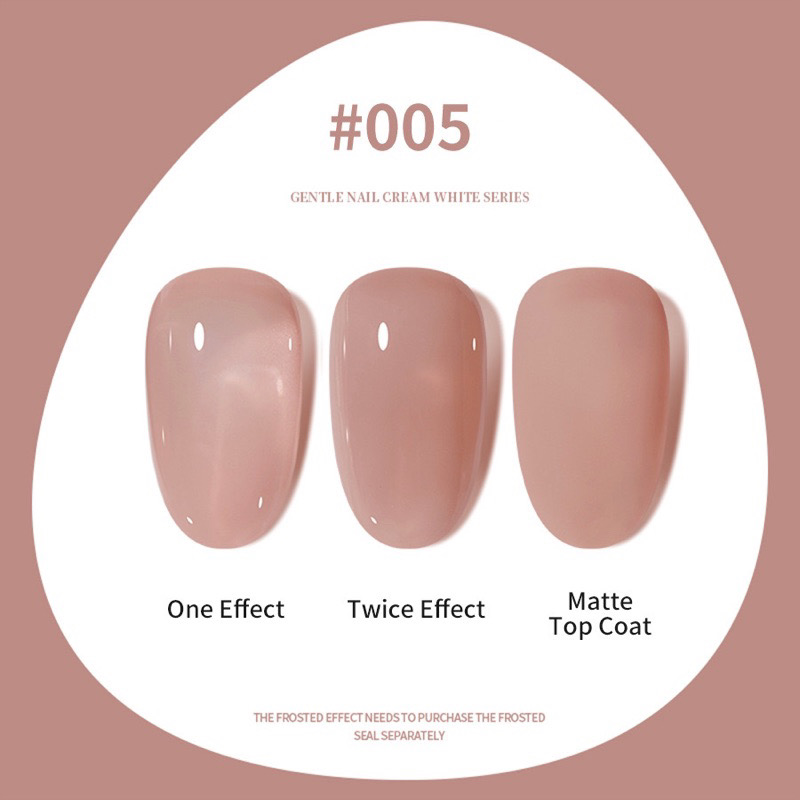 #005
GENTLE NAIL CREAM WHITE SERIES
One Effect
Twice Effect
Matte
Top Coat
THE FROSTED EFFECT NEEDS TO PURCHASE THE FROSTED
SEAL SEPARATELY